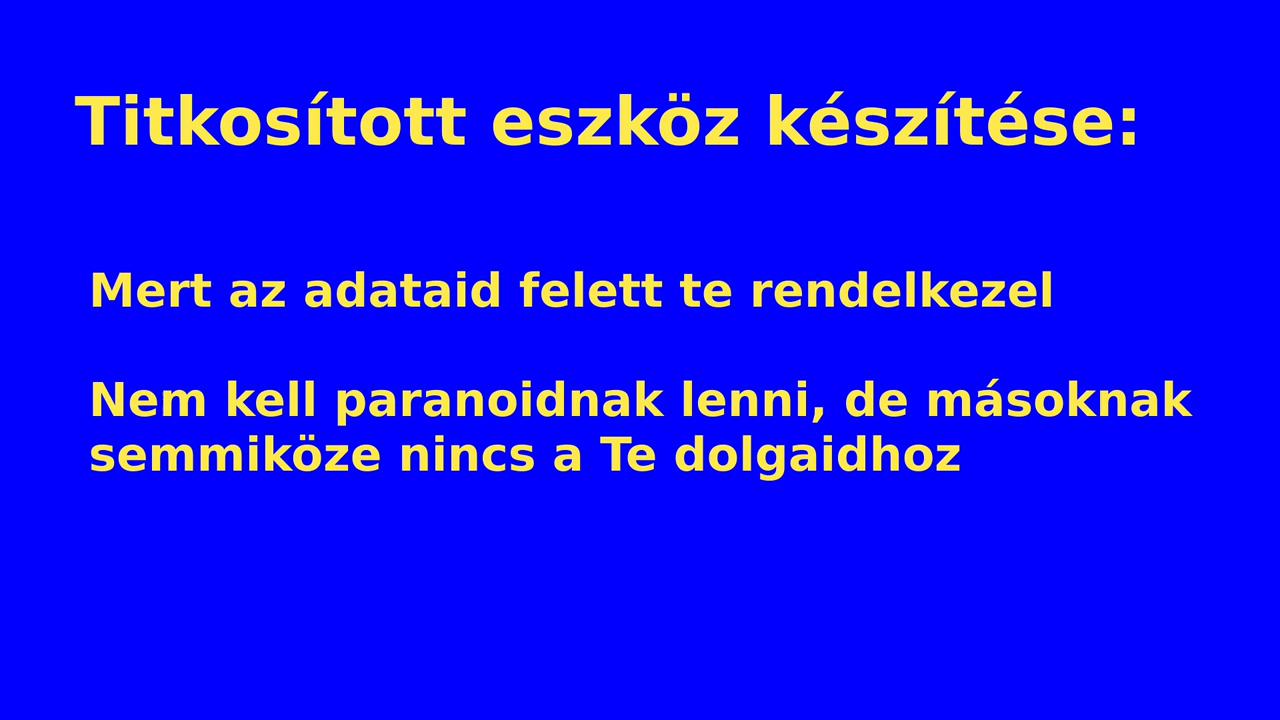 Titkosított eszköz készítése:
Mert az adataid felett te rendelkezel
Nem kell paranoidnak lenni, de másoknak
semmiköze nincs a Te dolgaidhoz